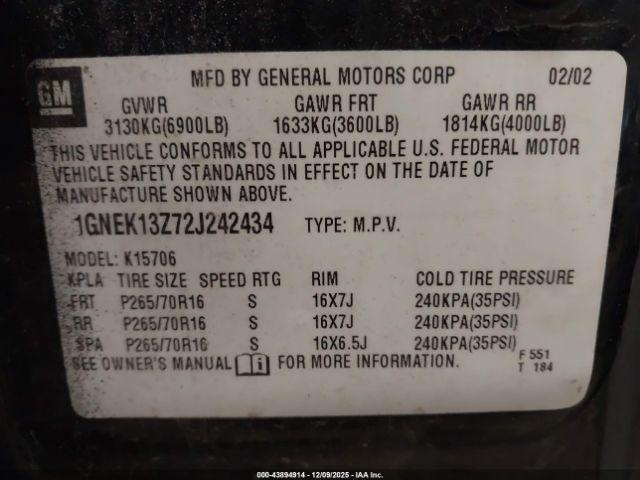 GM
MFD BY GENERAL MOTORS CORP 02/02
GVWR GAWR FRT GAWR RR
3130KG(6900LB) 1633KG(3600LB) 1814KG(4000LB)
THIS VEHICLE CONFORMS TO ALL APPLICABLE U.S. FEDERAL MOTOR
VEHICLE SAFETY STANDARDS IN EFFECT ON THE DATE OF
MANUFACTURE SHOWN ABOVE.
1GNEK13Z72J242434 TYPE: M.P.V.
MODEL: K15706
KPLA TIRE SIZE SPEED RTG RIM COLD TIRE PRESSURE
FRT P265/70R16 S 16X7J 240KPA(35PSI)
RR P265/70R16 S 16X7J 240KPA(35PSI)
SPA P265/70R16 S 16X6.5J 240KPA(35PSI)
SEE OWNER'S MANUAL i FOR MORE INFORMATION.
F 551
T 184
000-43894914 - 12/09/2025 - IAA Inc.